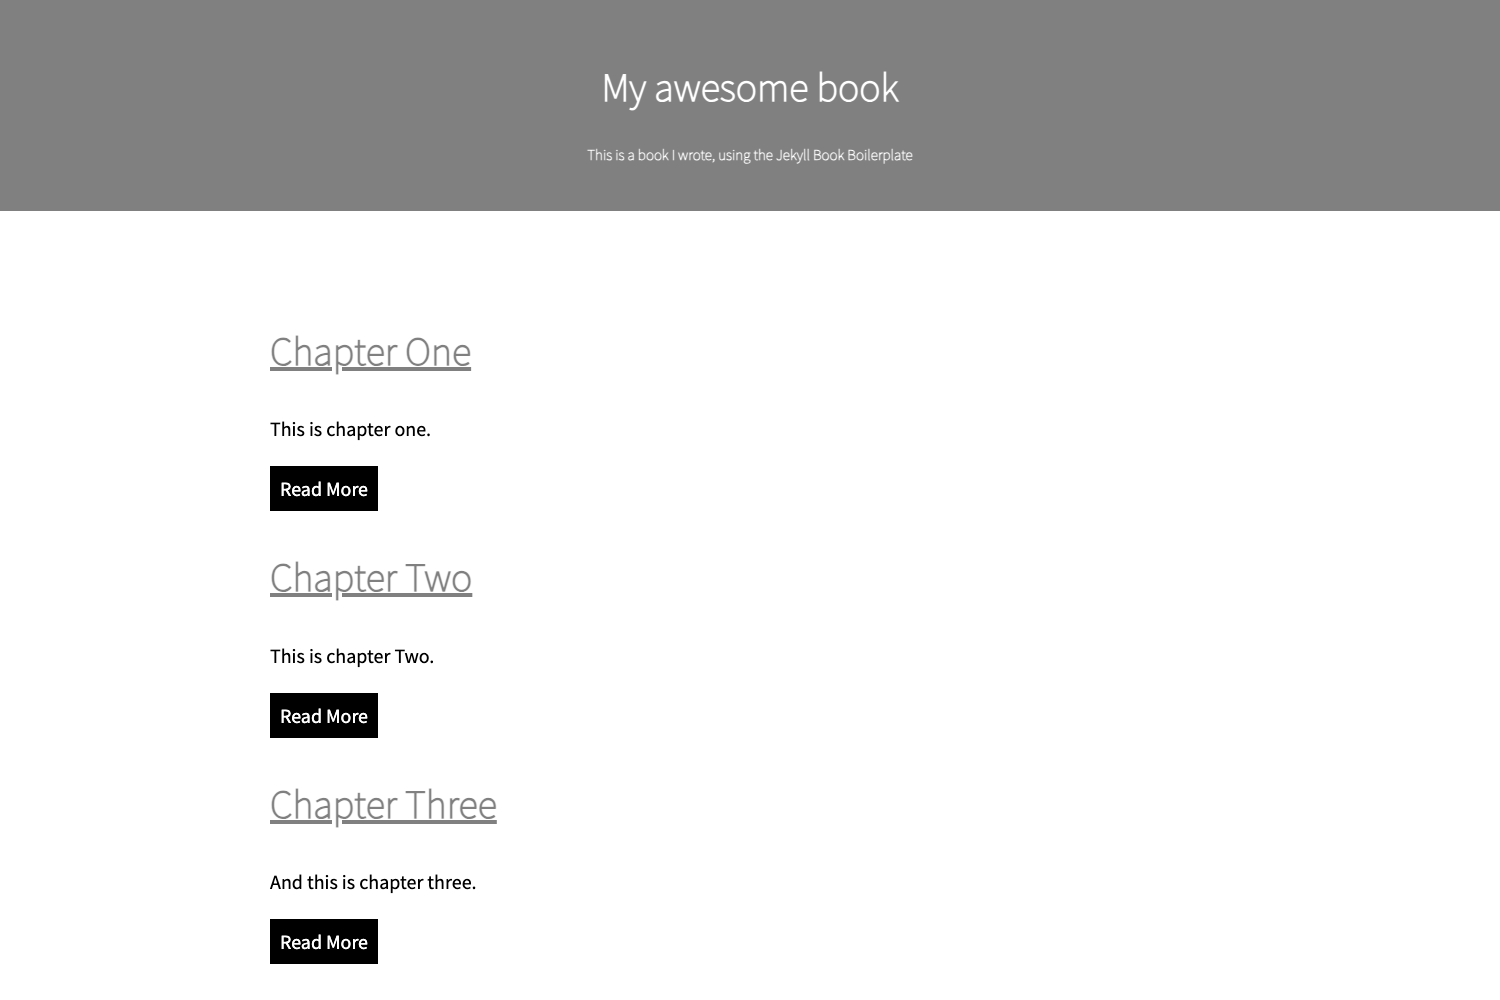 My awesome book
This is a book I wrote, using the Jekyll Book Boilerplate
Chapter One
This is chapter one.
Read More
Chapter Two
This is chapter Two.
Read More
Chapter Three
And this is chapter three.
Read More